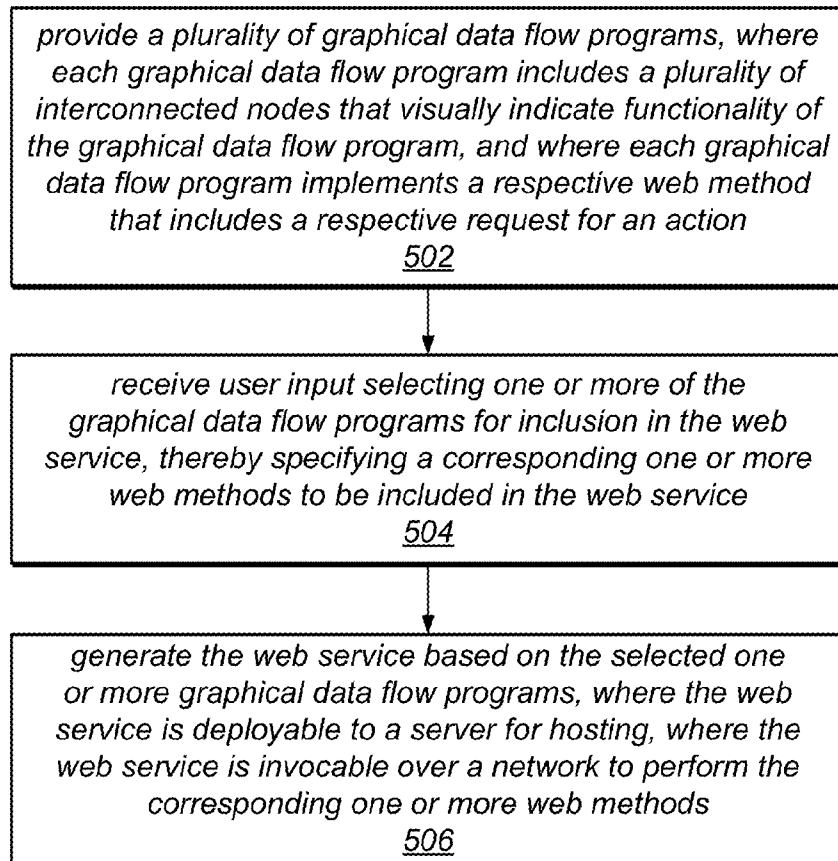 provide a plurality of graphical data flow programs, where
each graphical data flow program includes a plurality of
interconnected nodes that visually indicate functionality of
the graphical data flow program, and where each graphical
data flow program implements a respective web method
that includes a respective request for an action
502
receive user input selecting one or more of the
graphical data flow programs for inclusion in the web
service, thereby specifying a corresponding one or more
web methods to be included in the web service
504
generate the web service based on the selected one
or more graphical data flow programs, where the web
service is deployable to a server for hosting, where the
web service is invocable over a network to perform the
corresponding one or more web methods
506